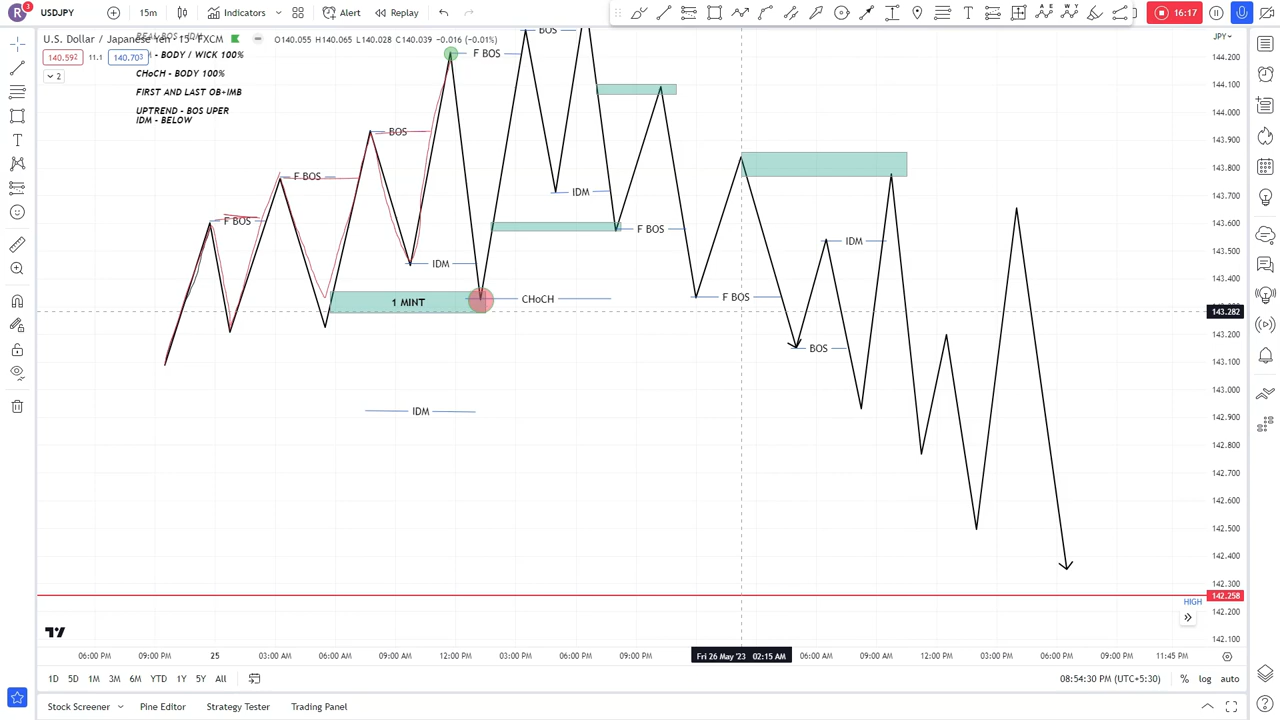 R 3 USDJPY 15m Indicators Alert Replay 16:17
U.S. Dollar / Japanese Yen · 15 · FXCM O140.055 H140.065 L140.028 C140.039 −0.016 (−0.01%)
140.592 11.1 140.703
- BODY / WICK 100%
2
CHoCH - BODY 100%
FIRST AND LAST OB+IMB
UPTREND - BOS UPER
IDM - BELOW
BOS
F BOS
BOS
F BOS
IDM
F BOS
F BOS
IDM
IDM
1 MINT
CHoCH
F BOS
BOS
IDM
JPY
144.200
144.100
144.000
143.900
143.800
143.700
143.600
143.500
143.400
143.282
143.200
143.100
143.000
142.900
142.800
142.700
142.600
142.500
142.400
142.300
142.258
HIGH
142.200
142.100
06:00 PM 09:00 PM 25 03:00 AM 06:00 AM 09:00 AM 12:00 PM 03:00 PM 06:00 PM 09:00 PM Fri 26 May '23 02:15 AM 06:00 AM 09:00 AM 12:00 PM 03:00 PM 06:00 PM 09:00 PM 11:45 PM
1D 5D 1M 3M 6M YTD 1Y 5Y All 08:54:30 PM (UTC+5:30) % log auto
Stock Screener Pine Editor Strategy Tester Trading Panel